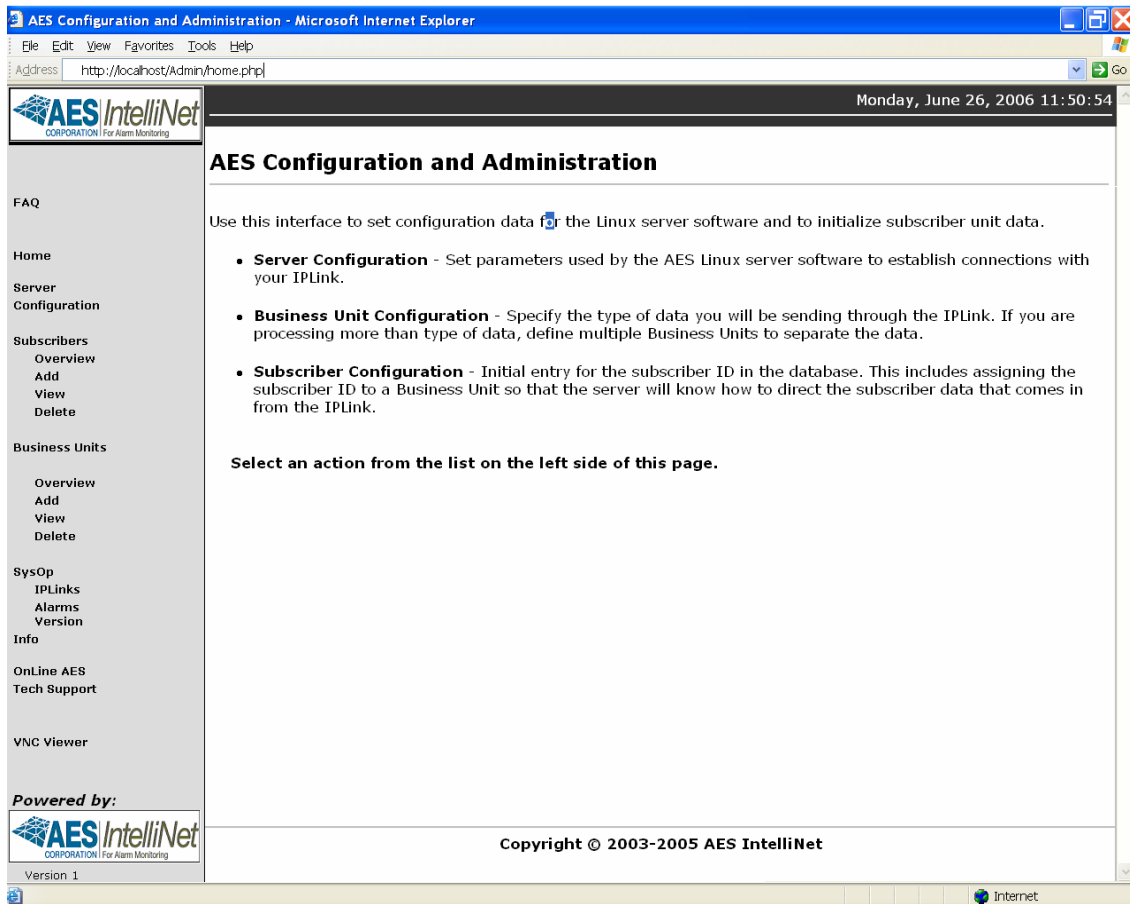 AES Configuration and Administration - Microsoft Internet Explorer
File Edit View Favorites Tools Help
Address http://localhost/Admin/home.php Go
AES IntelliNet
CORPORATION For Alarm Monitoring
Monday, June 26, 2006 11:50:54
AES Configuration and Administration
FAQ
Home
Server
Configuration
Subscribers
Overview
Add
View
Delete
Business Units
Overview
Add
View
Delete
SysOp
IPLinks
Alarms
Version
Info
OnLine AES
Tech Support
VNC Viewer
Powered by:
AES IntelliNet
CORPORATION For Alarm Monitoring
Version 1
Use this interface to set configuration data for the Linux server software and to initialize subscriber unit data.
• Server Configuration - Set parameters used by the AES Linux server software to establish connections with
your IPLink.
• Business Unit Configuration - Specify the type of data you will be sending through the IPLink. If you are
processing more than type of data, define multiple Business Units to separate the data.
• Subscriber Configuration - Initial entry for the subscriber ID in the database. This includes assigning the
subscriber ID to a Business Unit so that the server will know how to direct the subscriber data that comes in
from the IPLink.
Select an action from the list on the left side of this page.
Copyright © 2003-2005 AES IntelliNet
Internet